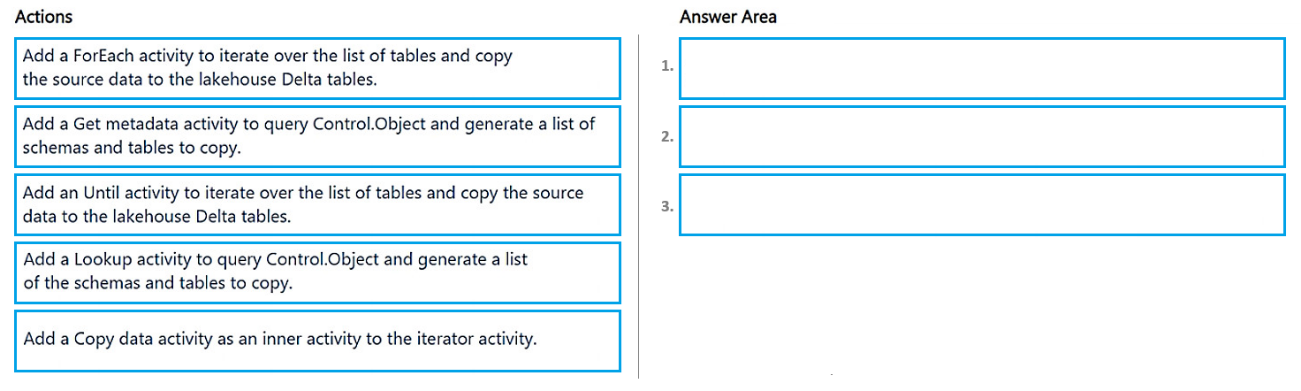 Actions
Add a ForEach activity to iterate over the list of tables and copy
the source data to the lakehouse Delta tables.
Add a Get metadata activity to query Control.Object and generate a list of
schemas and tables to copy.
Add an Until activity to iterate over the list of tables and copy the source
data to the lakehouse Delta tables.
Add a Lookup activity to query Control.Object and generate a list
of the schemas and tables to copy.
Add a Copy data activity as an inner activity to the iterator activity.
Answer Area
1.
2.
3.